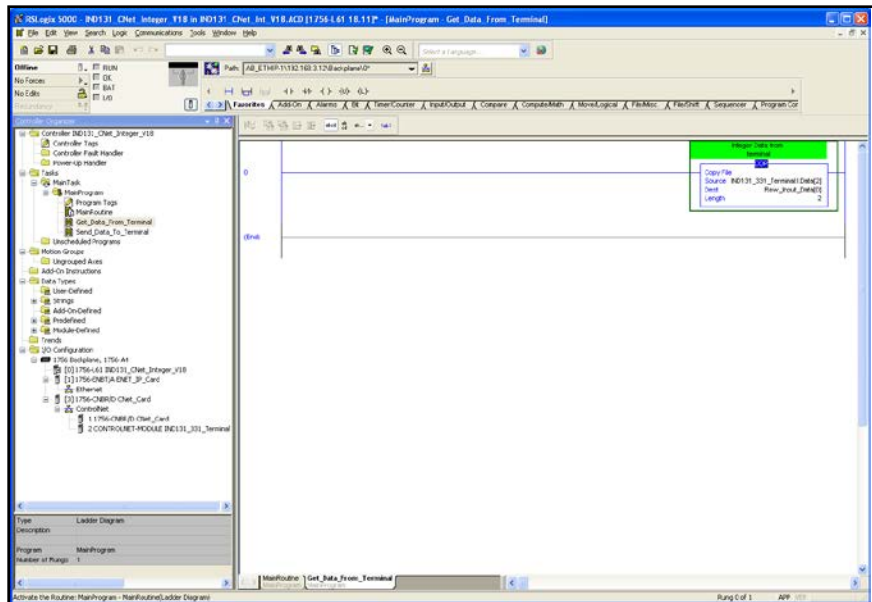 RSLogix 5000 - IND131_CNet_Integer_V18 in IND131_CNet_Int_V18.ACD [1756-L61 18.11]* - [MainProgram - Get_Data_From_Terminal]
File Edit View Search Logic Communications Tools Window Help
Select a Language...
Offline
RUN
Path: AB_ETHIP-1\192.168.3.12\Backplane\0*
No Forces
OK
No Edits
BAT
I/O
Redundancy
Favorites Add-On Alarms Bit Timer/Counter Input/Output Compare Compute/Math Move/Logical File/Misc. File/Shift Sequencer Program Con
Controller Organizer
Controller IND131_CNet_Integer_V18
Controller Tags
Controller Fault Handler
Power-Up Handler
Tasks
MainTask
MainProgram
Program Tags
MainRoutine
Get_Data_From_Terminal
Send_Data_To_Terminal
Unscheduled Programs
Motion Groups
Ungrouped Axes
Add-On Instructions
Data Types
User-Defined
Strings
Add-On-Defined
Predefined
Module-Defined
Trends
I/O Configuration
1756 Backplane, 1756-A4
[0] 1756-L61 IND131_CNet_Integer_V18
[1] 1756-ENBT/A ENET_IP_Card
Ethernet
[3] 1756-CNBR/D CNet_Card
ControlNet
1 1756-CNBR/D CNet_Card
2 CONTROLNET-MODULE IND131_331_Terminal
Integer Data from
terminal
COP
0
Copy File
Source IND131_331_Terminal:I.Data[2]
Dest Raw_Input_Data[0]
Length 2
(End)
Type Ladder Diagram
Description
Program MainProgram
Number of Rungs 1
MainRoutine
MainProgram
Get_Data_From_Terminal
MainProgram
Activate the Routine: MainProgram - MainRoutine(Ladder Diagram)
Rung 0 of 1
APP
VER